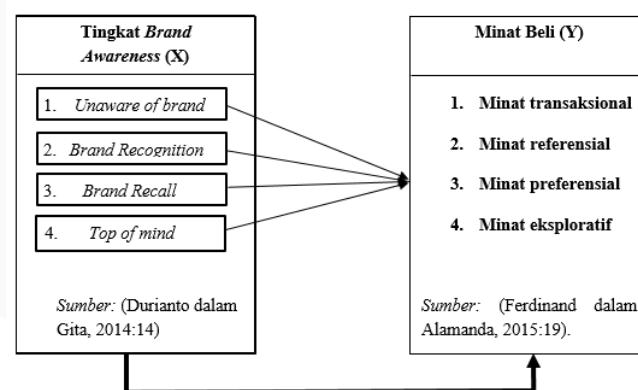 Tingkat Brand
Awareness (X)
1. Unaware of brand
2. Brand Recognition
3. Brand Recall
4. Top of mind
Sumber: (Durianto dalam
Gita, 2014:14)
Minat Beli (Y)
1. Minat transaksional
2. Minat referensial
3. Minat preferensial
4. Minat eksploratif
Sumber: (Ferdinand dalam
Alamanda, 2015:19).